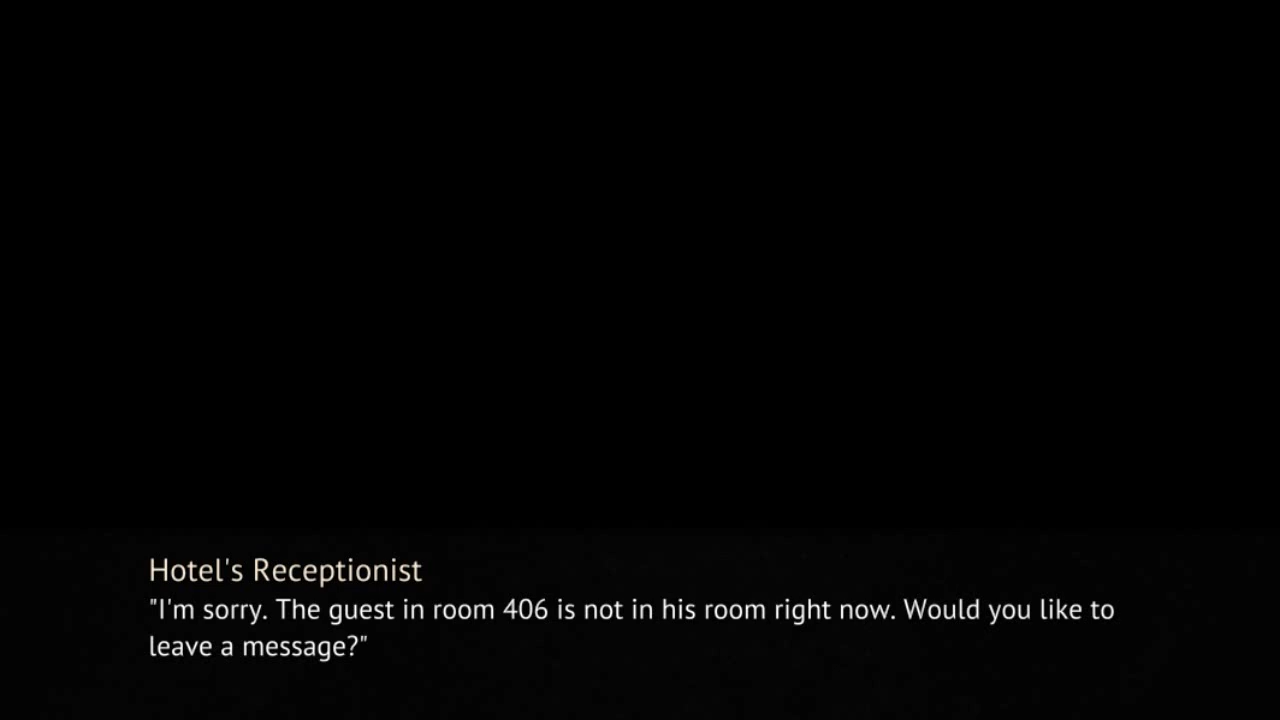 Hotel's Receptionist
"I'm sorry. The guest in room 406 is not in his room right now. Would you like to
leave a message?"